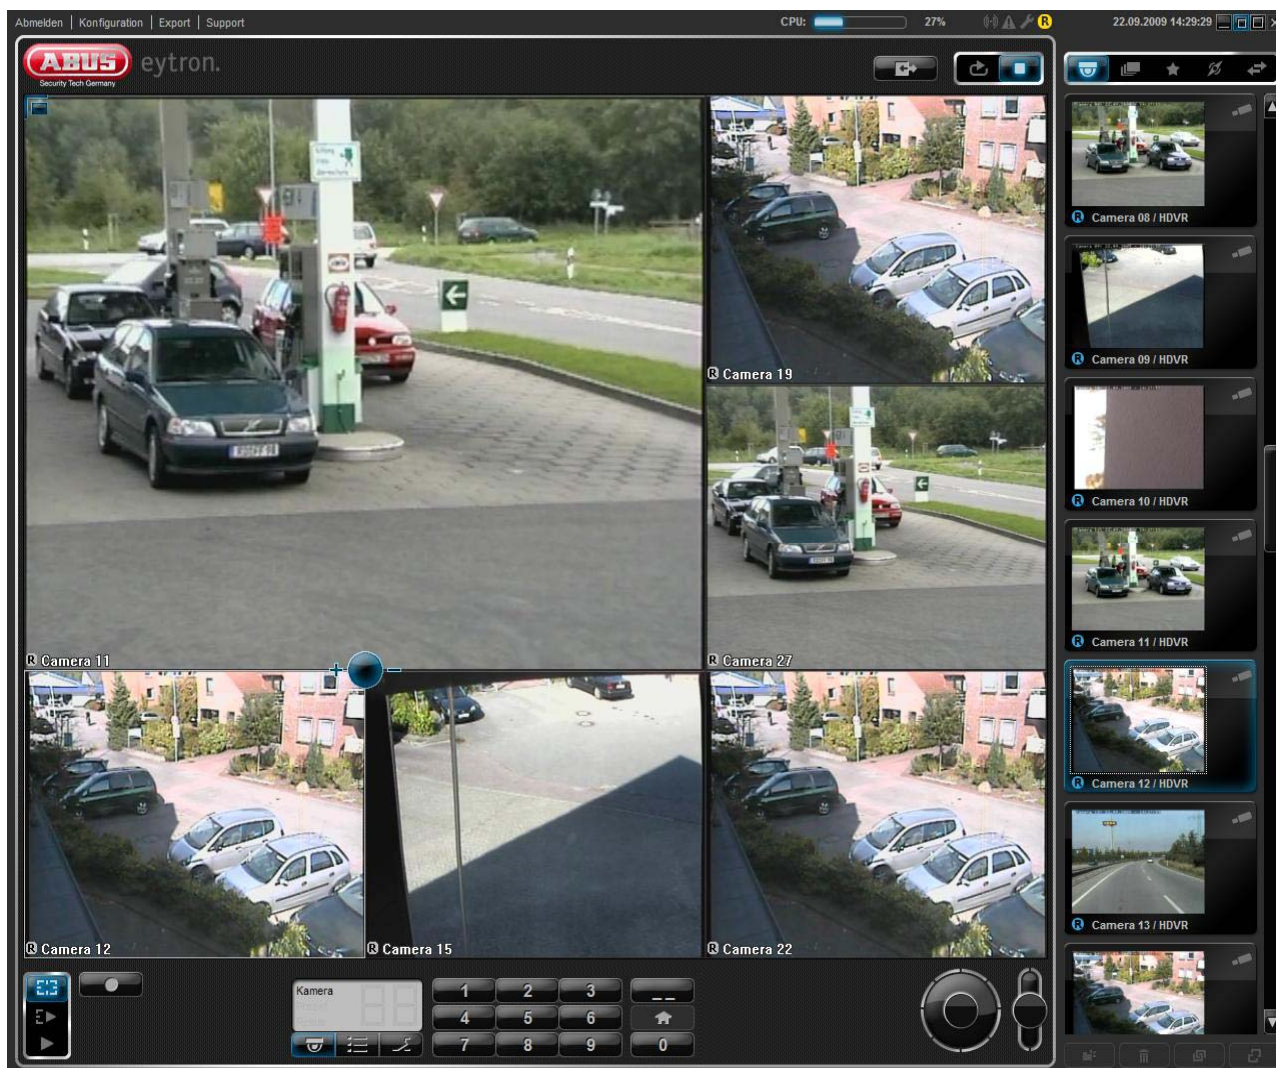 Abmelden | Konfiguration | Export | Support
CPU: 27%
R
22.09.2009 14:29:29
ABUS
Security Tech Germany
eytron.
R Camera 11
R Camera 19
R Camera 27
R Camera 12
R Camera 15
R Camera 22
Kamera
1 2 3 _ _
4 5 6
7 8 9 0
R Camera 08 / HDVR
R Camera 09 / HDVR
R Camera 10 / HDVR
R Camera 11 / HDVR
R Camera 12 / HDVR
R Camera 13 / HDVR